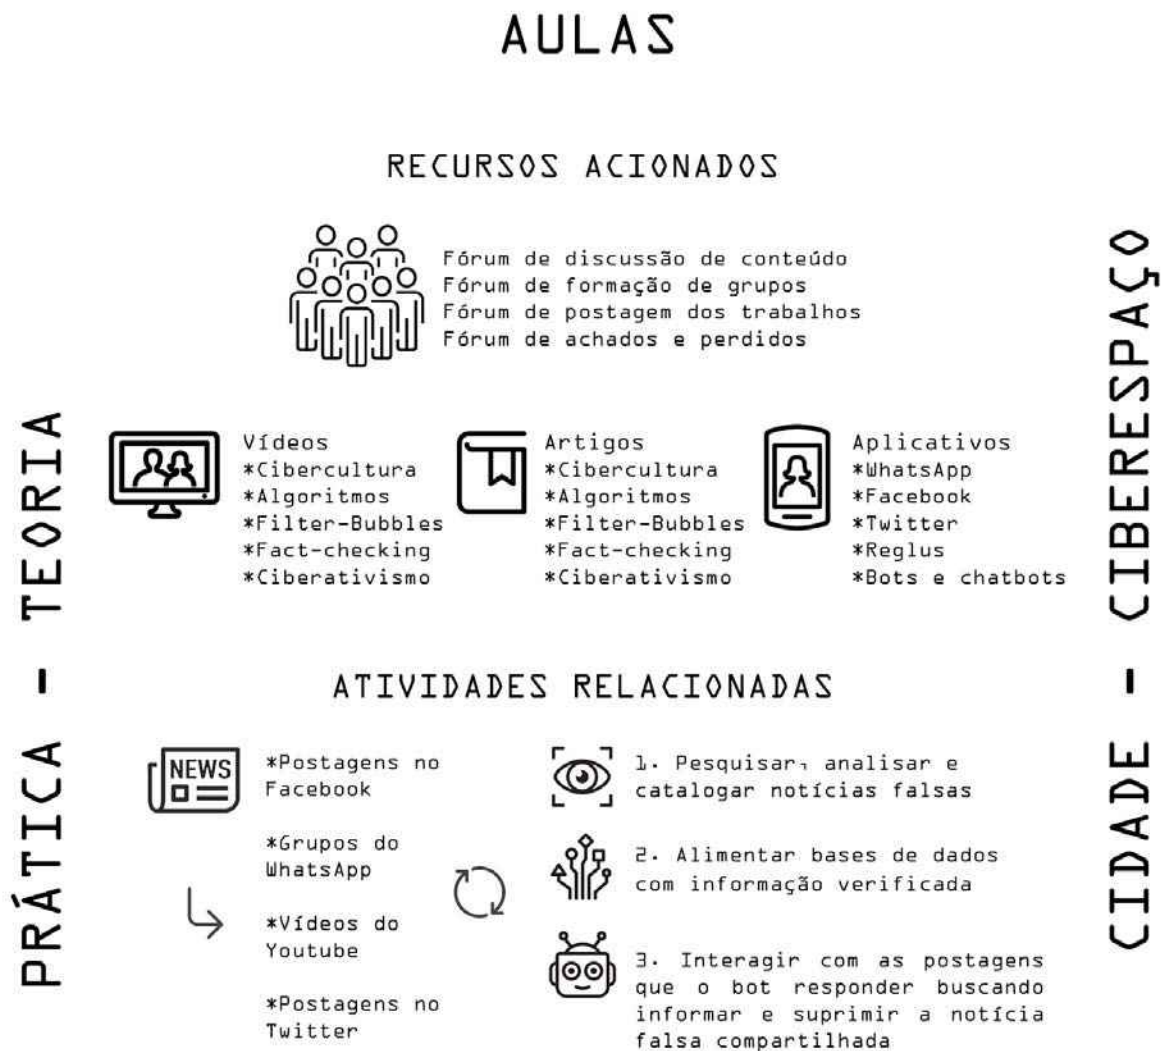 AULAS
RECURSOS ACIONADOS
Fórum de discussão de conteúdo
Fórum de formação de grupos
Fórum de postagem dos trabalhos
Fórum de achados e perdidos
PRÁTICA - TEORIA
Vídeos
*Cibercultura
*Algoritmos
*Filter-Bubbles
*Fact-checking
*Ciberativismo
Artigos
*Cibercultura
*Algoritmos
*Filter-Bubbles
*Fact-checking
*Ciberativismo
Aplicativos
*WhatsApp
*Facebook
*Twitter
*Reglus
*Bots e chatbots
CIDADE - CIBERESPAÇO
ATIVIDADES RELACIONADAS
NEWS
*Postagens no
Facebook
*Grupos do
WhatsApp
*Vídeos do
Youtube
*Postagens no
Twitter
1. Pesquisar, analisar e
catalogar notícias falsas
2. Alimentar bases de dados
com informação verificada
3. Interagir com as postagens
que o bot responder buscando
informar e suprimir a notícia
falsa compartilhada